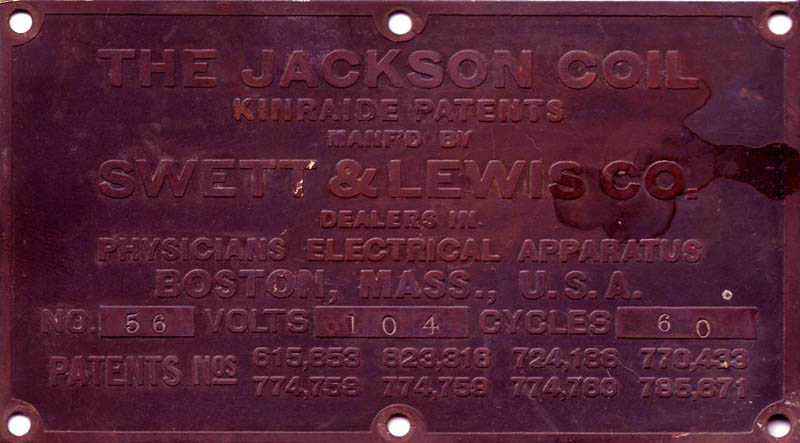 THE JACKSON COIL
KINRAIDE PATENTS
MANF'D BY
SWETT & LEWIS CO.
DEALERS IN
PHYSICIANS ELECTRICAL APPARATUS
BOSTON, MASS., U.S.A.
NO. 56 VOLTS 104 CYCLES 60
PATENTS NOS 615,653 623,316 724,188 770,433
774,758 774,759 774,780 785,671